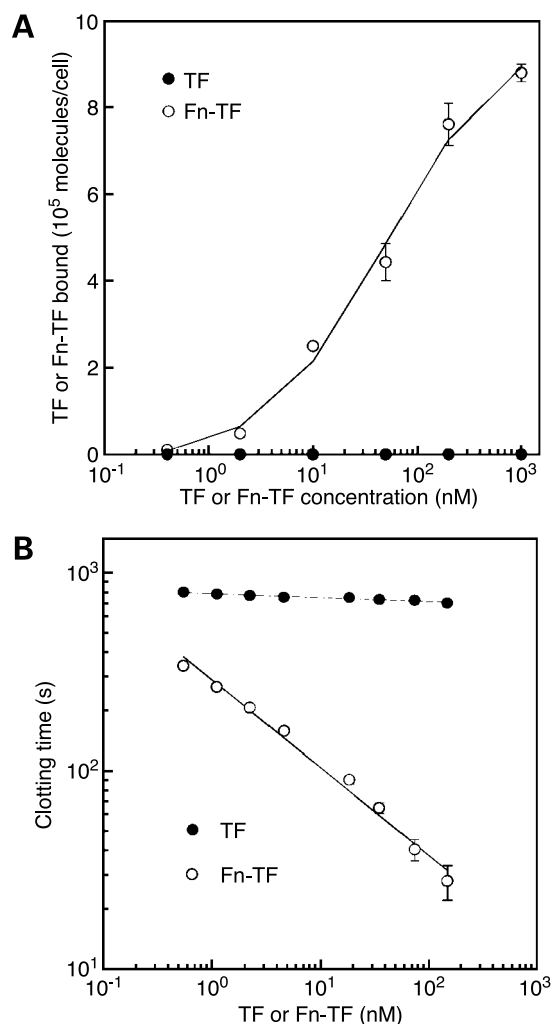 A
10
8
6
4
2
0
TF or Fn-TF bound (10⁵ molecules/cell)
TF
Fn-TF
10⁻¹ 10⁰ 10¹ 10² 10³
TF or Fn-TF concentration (nM)
B
10³
10²
10¹
Clotting time (s)
TF
Fn-TF
10⁻¹ 10⁰ 10¹ 10² 10³
TF or Fn-TF (nM)